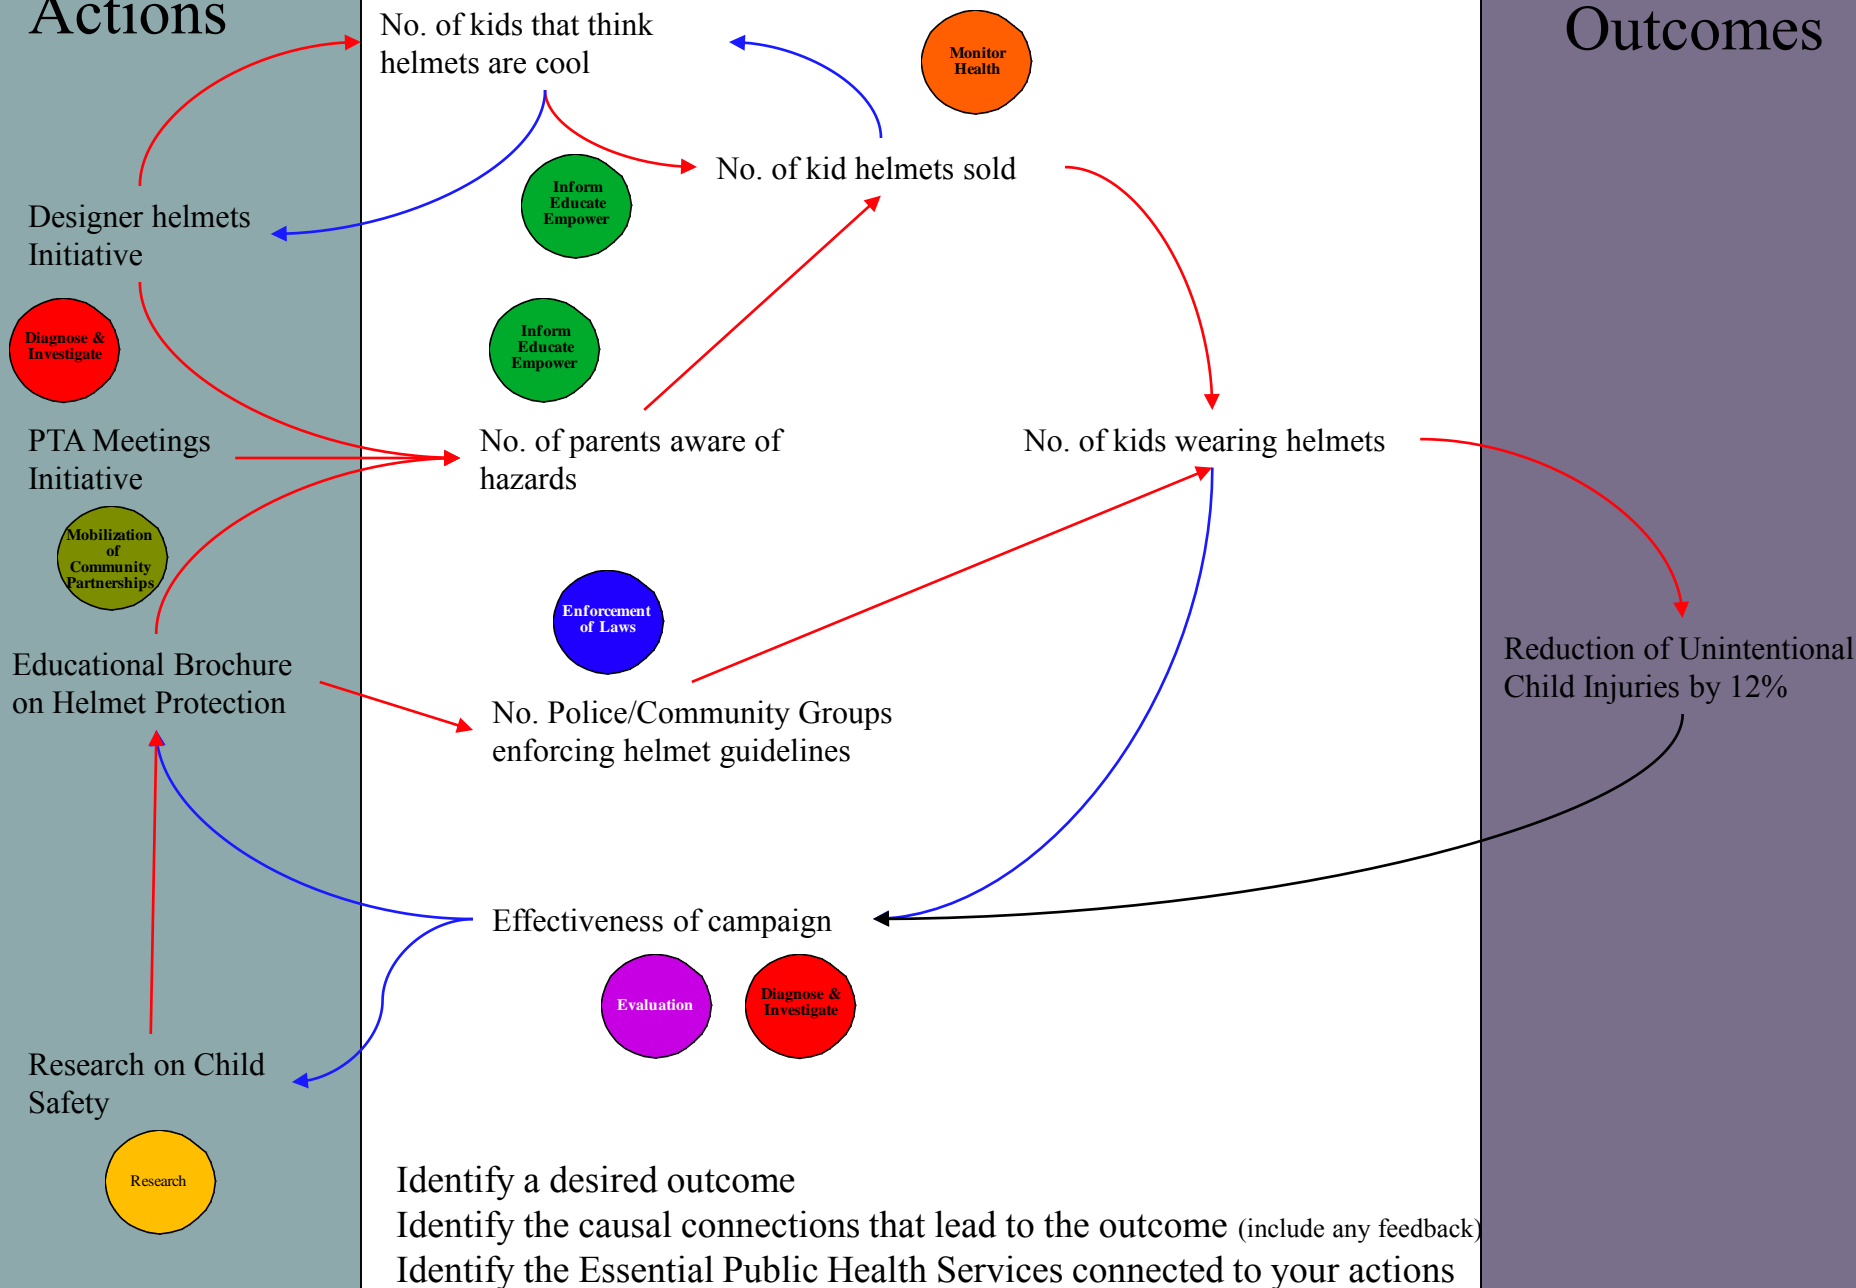 Actions
Outcomes
No. of kids that think
helmets are cool
Monitor
Health
No. of kid helmets sold
Inform
Educate
Empower
Designer helmets
Initiative
Diagnose &
Investigate
Inform
Educate
Empower
PTA Meetings
Initiative
No. of parents aware of
hazards
No. of kids wearing helmets
Mobilization
of
Community
Partnerships
Enforcement
of Laws
Educational Brochure
on Helmet Protection
No. Police/Community Groups
enforcing helmet guidelines
Reduction of Unintentional
Child Injuries by 12%
Effectiveness of campaign
Evaluation
Diagnose &
Investigate
Research on Child
Safety
Research
Identify a desired outcome
Identify the causal connections that lead to the outcome (include any feedback)
Identify the Essential Public Health Services connected to your actions